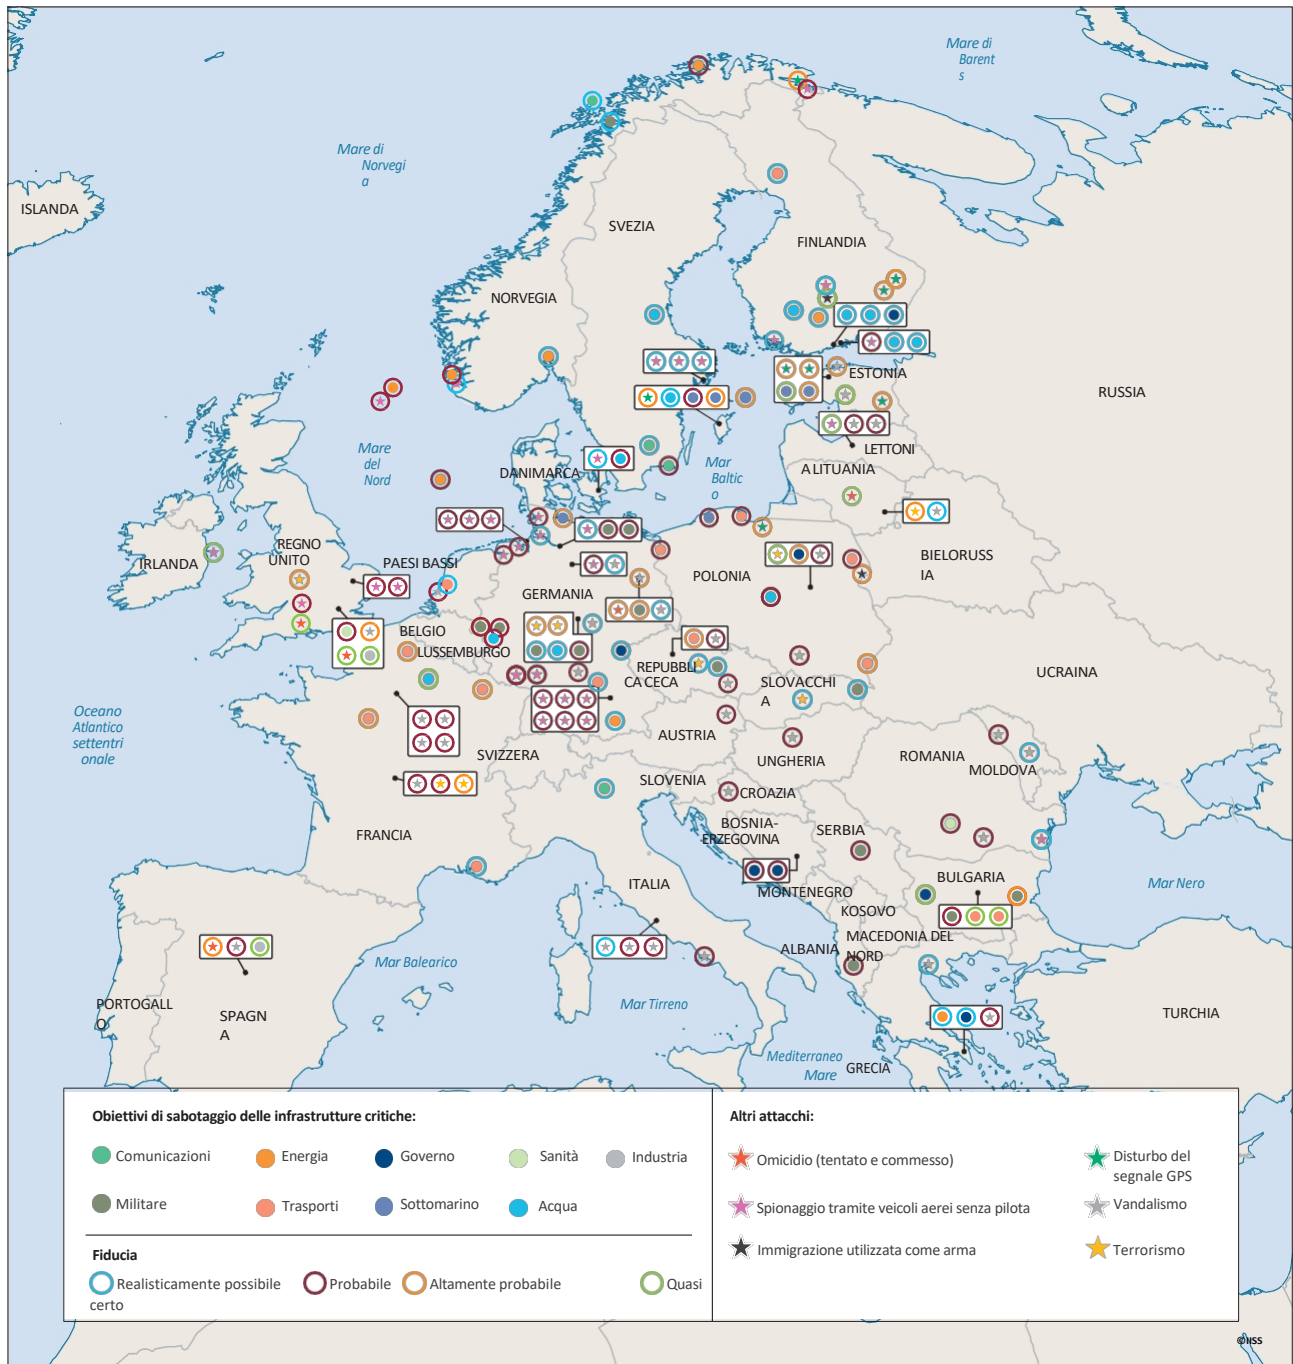 Mare di
Barent
s
Mare di
Norvegi
a
ISLANDA
SVEZIA
FINLANDIA
NORVEGIA
ESTONIA
RUSSIA
Mare
del
Nord
LETTONI
A LITUANIA
DANIMARCA
Mar
Baltic
o
REGNO
UNITO
IRLANDA
PAESI BASSI
BIELORUSS
IA
POLONIA
GERMANIA
BELGIO
LUSSEMBURGO
REPUBBLI
CA CECA
SLOVACCHI
A
UCRAINA
Oceano
Atlantico
settentri
onale
AUSTRIA
SVIZZERA
UNGHERIA
ROMANIA
MOLDOVA
SLOVENIA
CROAZIA
BOSNIA-
ERZEGOVINA
SERBIA
FRANCIA
ITALIA
MONTENEGRO
BULGARIA
Mar Nero
KOSOVO
MACEDONIA DEL
NORD
ALBANIA
Mar Balearico
Mar Tirreno
PORTOGALL
O
SPAGN
A
TURCHIA
Mediterraneo
Mare
GRECIA
Obiettivi di sabotaggio delle infrastrutture critiche:
Comunicazioni
Energia
Governo
Sanità
Industria
Militare
Trasporti
Sottomarino
Acqua
Fiducia
Realisticamente possibile
Probabile
Altamente probabile
Quasi
certo
Altri attacchi:
Omicidio (tentato e commesso)
Disturbo del
segnale GPS
Spionaggio tramite veicoli aerei senza pilota
Vandalismo
Immigrazione utilizzata come arma
Terrorismo
©IISS